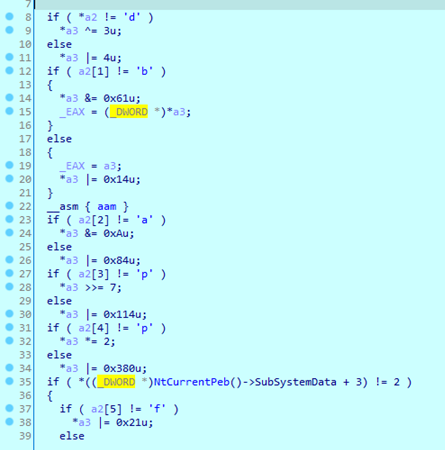 7
8 if ( *a2 != 'd' )
9 *a3 ^= 3u;
10 else
11 *a3 |= 4u;
12 if ( a2[1] != 'b' )
13 {
14 *a3 &= 0x61u;
15 _EAX = (_DWORD *)*a3;
16 }
17 else
18 {
19 _EAX = a3;
20 *a3 |= 0x14u;
21 }
22 __asm { aam }
23 if ( a2[2] != 'a' )
24 *a3 &= 0xAu;
25 else
26 *a3 |= 0x84u;
27 if ( a2[3] != 'p' )
28 *a3 >>= 7;
29 else
30 *a3 |= 0x114u;
31 if ( a2[4] != 'p' )
32 *a3 *= 2;
33 else
34 *a3 |= 0x380u;
35 if ( *((_DWORD *)NtCurrentPeb()->SubSystemData + 3) != 2 )
36 {
37 if ( a2[5] != 'f' )
38 *a3 |= 0x21u;
39 else